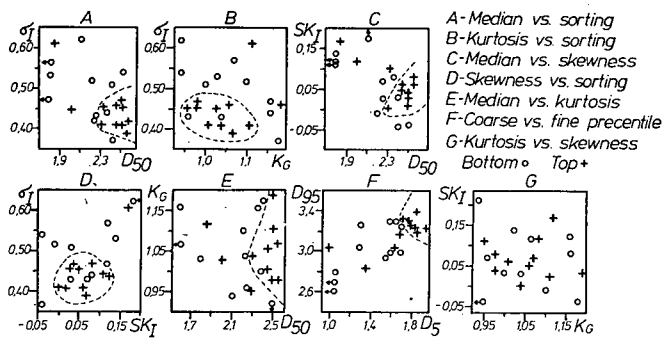 A
B
C
A-Median vs. sorting
B-Kurtosis vs. sorting
C-Median vs. skewness
D-Skewness vs. sorting
E-Median vs. kurtosis
F-Coarse vs. fine precentile
G-Kurtosis vs. skewness
Bottom o Top +
σI
0,60
0,50
0,40
1,9 2,3 D50
σI
0,65
0,55
0,45
1,0 1,1 KG
SKI
0,15
0,05
-0,05
1,9 2,3 D50
D
E
F
G
σI
0,60
0,50
0,40
-0,05 0,05 0,15 SKI
KG
1,15
1,05
0,95
1,7 2,1 2,5 D50
D95
3,4
3,0
2,6
1,0 1,4 1,8 D5
SKI
0,15
0,05
-0,05
0,95 1,05 1,15 KG